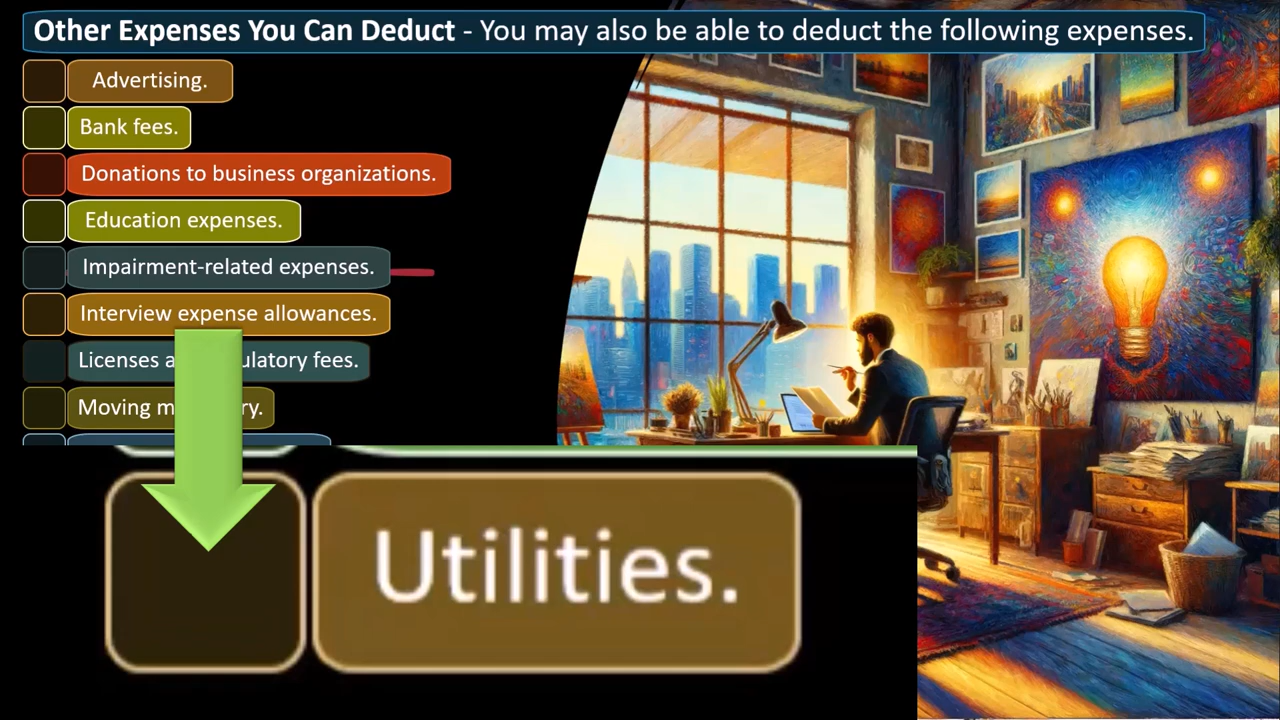 Other Expenses You Can Deduct - You may also be able to deduct the following expenses.
Advertising.
Bank fees.
Donations to business organizations.
Education expenses.
Impairment-related expenses.
Interview expense allowances.
Licenses a ulatory fees.
Moving m ry.
Utilities.